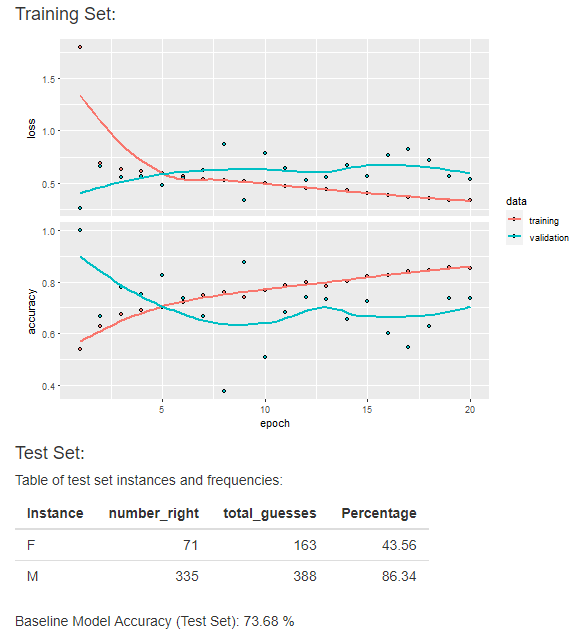 Training Set:
1.5
1.0
0.5
loss
1.0
0.8
0.6
0.4
accuracy
5 10 15 20
epoch
data
training
validation
Test Set:
Table of test set instances and frequencies:
Instance number_right total_guesses Percentage
F 71 163 43.56
M 335 388 86.34
Baseline Model Accuracy (Test Set): 73.68 %